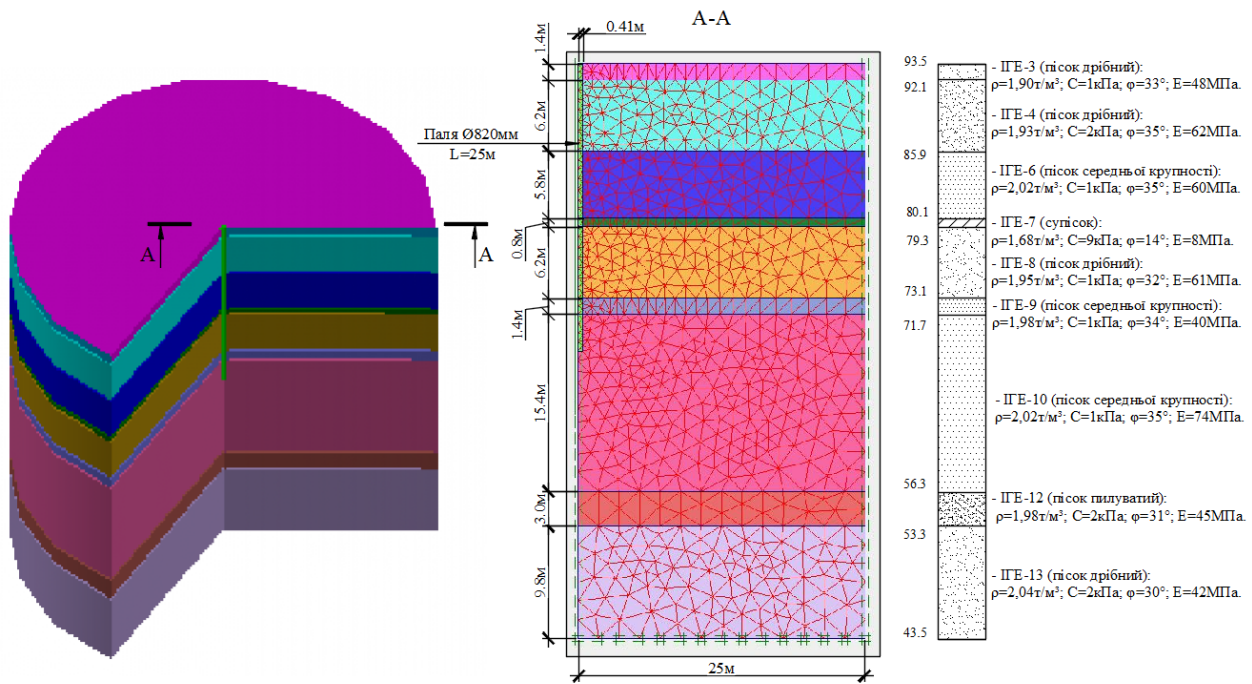 А-А
0.41м
1.4м
6.2м
5.8м
0.8м
6.2м
1.4м
15.4м
3.0м
9.8м
25м
Паля Ø820мм
L=25м
А
А
93.5
92.1
85.9
80.1
79.3
73.1
71.7
56.3
53.3
43.5
- ІГЕ-3 (пісок дрібний):
ρ=1,90т/м³; С=1кПа; φ=33°; Е=48МПа.
- ІГЕ-4 (пісок дрібний):
ρ=1,93т/м³; С=2кПа; φ=35°; Е=62МПа.
- ІГЕ-6 (пісок середньої крупності):
ρ=2,02т/м³; С=1кПа; φ=35°; Е=60МПа.
- ІГЕ-7 (супісок):
ρ=1,68т/м³; С=9кПа; φ=14°; Е=8МПа.
- ІГЕ-8 (пісок дрібний):
ρ=1,95т/м³; С=1кПа; φ=32°; Е=61МПа.
- ІГЕ-9 (пісок середньої крупності):
ρ=1,98т/м³; С=1кПа; φ=34°; Е=40МПа.
- ІГЕ-10 (пісок середньої крупності):
ρ=2,02т/м³; С=1кПа; φ=35°; Е=74МПа.
- ІГЕ-12 (пісок пилуватий):
ρ=1,98т/м³; С=2кПа; φ=31°; Е=45МПа.
- ІГЕ-13 (пісок дрібний):
ρ=2,04т/м³; С=2кПа; φ=30°; Е=42МПа.